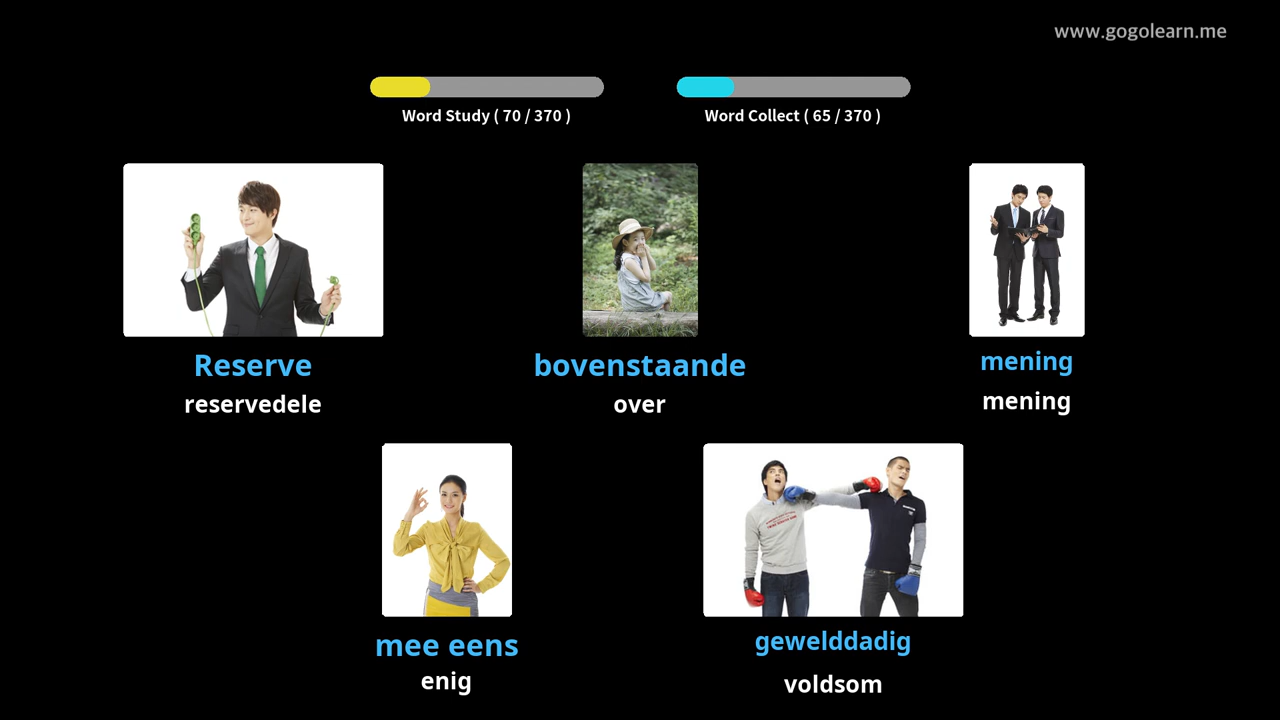 www.gogolearn.me
Word Study ( 70 / 370 )
Word Collect ( 65 / 370 )
Reserve
reservedele
bovenstaande
over
mening
mening
mee eens
enig
gewelddadig
voldsom